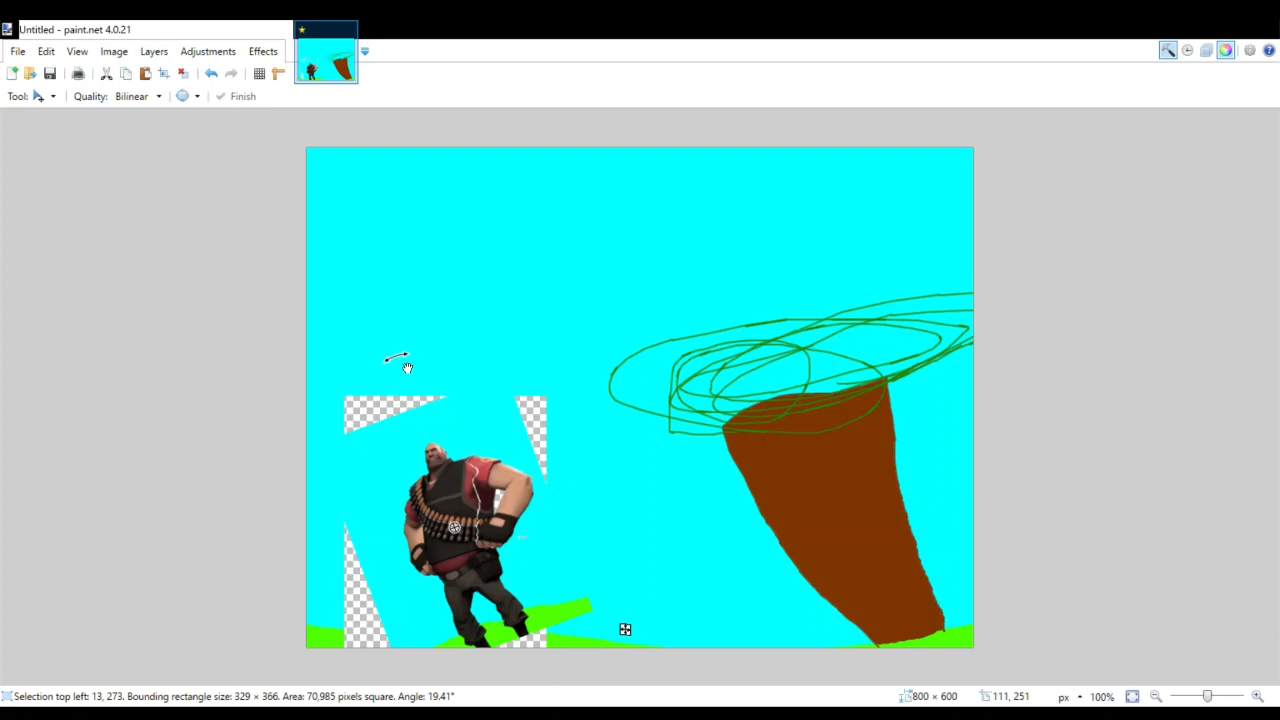 Untitled - paint.net 4.0.21
File Edit View Image Layers Adjustments Effects
Tool: Quality: Bilinear Finish
Selection top left: 13, 273. Bounding rectangle size: 329 × 366. Area: 70,985 pixels square. Angle: 19.41° 800 × 600 111, 251 px 100%